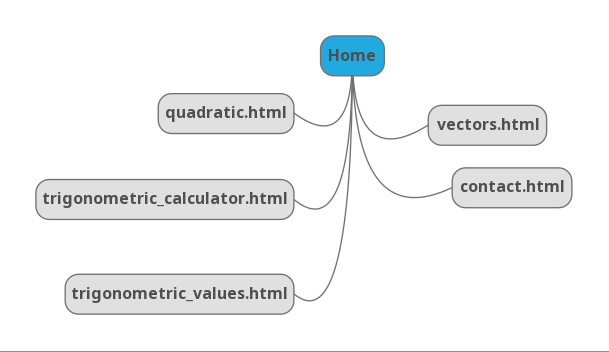 Home
quadratic.html
vectors.html
trigonometric_calculator.html
contact.html
trigonometric_values.html